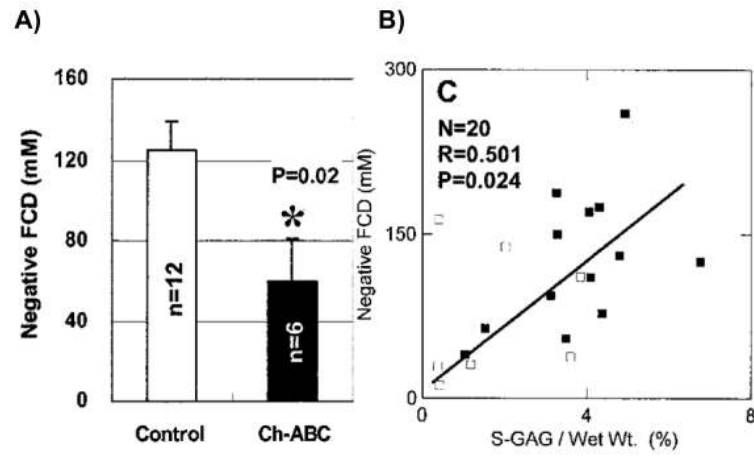 A)
160
120
80
40
0
Negative FCD (mM)
P=0.02
*
n=12
n=6
Control
Ch-ABC
B)
300
150
0
Negative FCD (mM)
C
N=20
R=0.501
P=0.024
0
4
8
S-GAG / Wet Wt. (%)